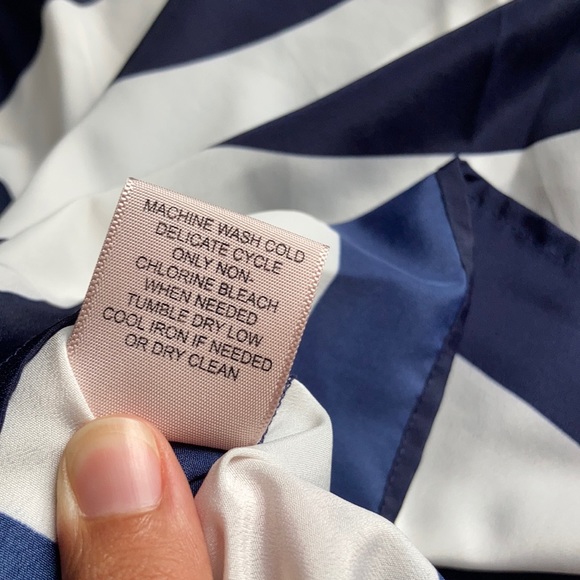 MACHINE WASH COLD
DELICATE CYCLE
ONLY NON-
CHLORINE BLEACH
WHEN NEEDED
TUMBLE DRY LOW
COOL IRON IF NEEDED
OR DRY CLEAN